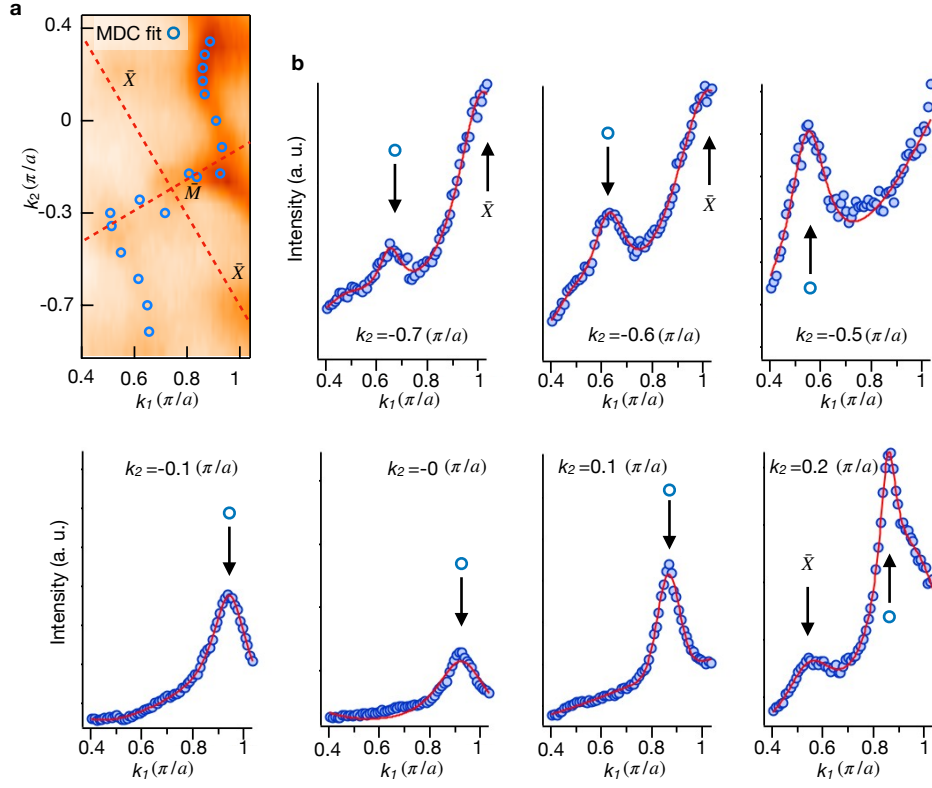 a
0.4
0
-0.3
-0.7
k₂(π/a)
MDC fit
X̄
M̄
X̄
0.4 0.6 0.8 1
k₁(π/a)
b
Intensity (a. u.)
X̄
k₂=-0.7 (π/a)
0.4 0.6 0.8 1
k₁(π/a)
X̄
k₂=-0.6 (π/a)
0.4 0.6 0.8 1
k₁(π/a)
k₂=-0.5 (π/a)
0.4 0.6 0.8 1
k₁(π/a)
Intensity (a. u.)
k₂=-0.1 (π/a)
0.4 0.6 0.8 1
k₁(π/a)
k₂=-0 (π/a)
0.4 0.6 0.8 1
k₁(π/a)
k₂=0.1 (π/a)
0.4 0.6 0.8 1
k₁(π/a)
k₂=0.2 (π/a)
X̄
0.4 0.6 0.8 1
k₁(π/a)